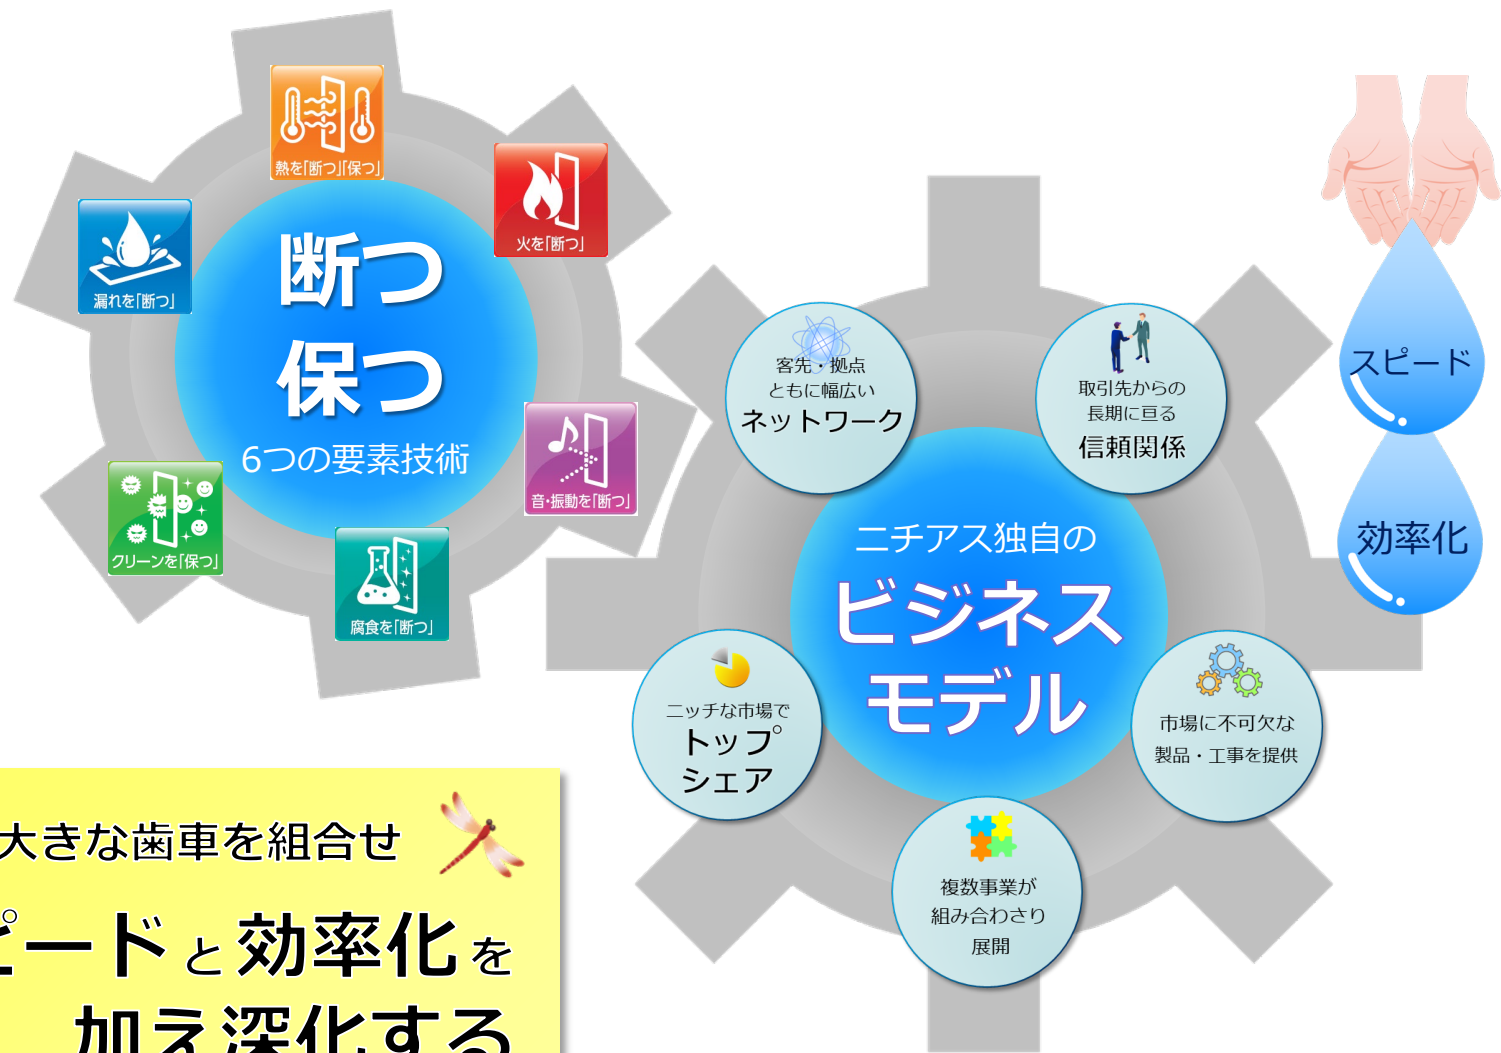 熱を「断つ」「保つ」
火を「断つ」
漏れを「断つ」
断つ
保つ
6つの要素技術
音・振動を「断つ」
クリーンを「保つ」
腐食を「断つ」
客先・拠点
ともに幅広い
ネットワーク
取引先からの
長期に亘る
信頼関係
ニチアス独自の
ビジネス
モデル
ニッチな市場で
トップ
シェア
市場に不可欠な
製品・工事を提供
複数事業が
組み合わさり
展開
スピード
効率化
大きな歯車を組合せ
ピードと効率化を
加え深化する